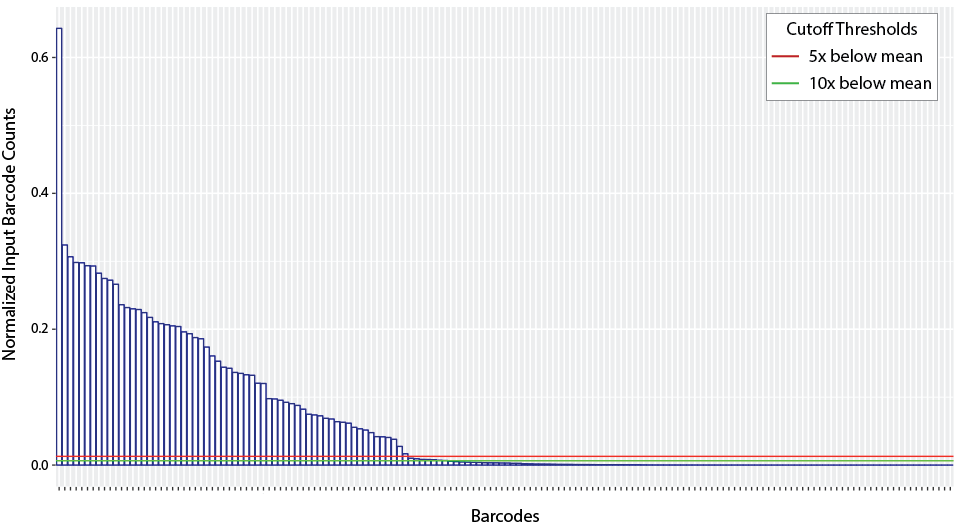 Cutoff Thresholds
5x below mean
10x below mean
Normalized Input Barcode Counts
0.6
0.4
0.2
0.0
Barcodes